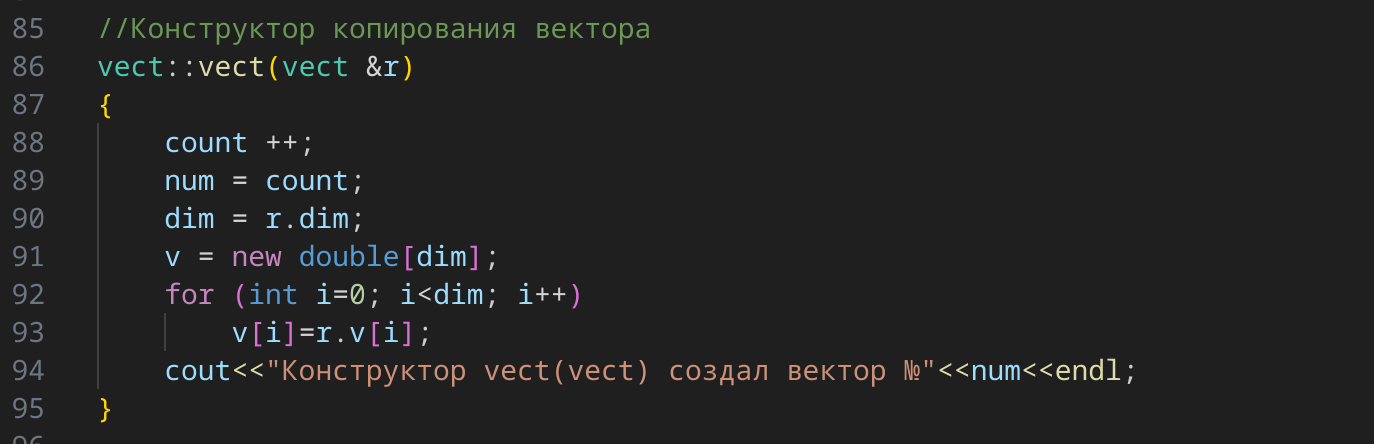 85 //Конструктор копирования вектора
86 vect::vect(vect &r)
87 {
88 count ++;
89 num = count;
90 dim = r.dim;
91 v = new double[dim];
92 for (int i=0; i<dim; i++)
93 v[i]=r.v[i];
94 cout<<"Конструктор vect(vect) создал вектор №"<<num<<endl;
95 }